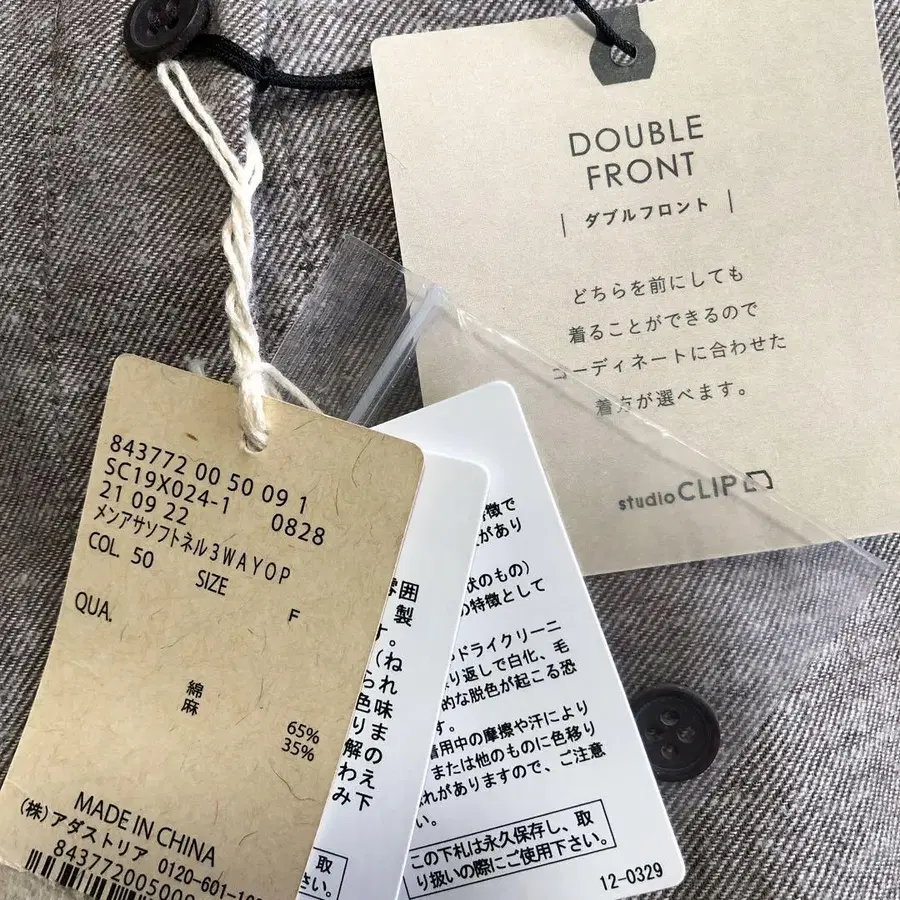 DOUBLE
FRONT
ダブルフロント
どちらを前にしても
着ることができるので
コーディネートに合わせた
着方が選べます。
studio CLIP
843772 00 50 09 1
SC19X024-1 0828
21 09 22
メンアサソフトネル3WAYOP
COL. 50 SIZE
QUA. F
綿 65%
麻 35%
MADE IN CHINA
(株)アダストリア 0120-601-1
843772005009
囲
製
す。
(ね
られ
色味
りま
解の
わえ
み下
取
さい。
特徴で
があり
状のもの)
の特徴として
ドライクリーニ
り返しで白化、毛
的な脱色が起こる恐
す。
着用中の摩擦や汗により
または他のものに色移り
れがありますので、ご注意
い。
この下札は永久保存し、取
り扱いの際にご使用下さい。
12-0329